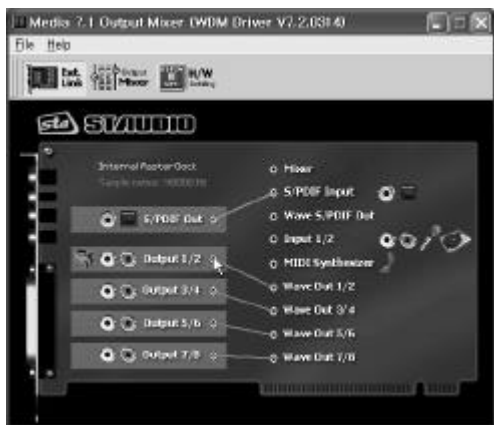 Media 7.1 Output Mixer (WDM Driver V7.2.0314)
File Help
Ext. Link
Output Mixer
H/W
sta STAUDIO
Internal Master Clock
Mixer
S/PDIF Input
S/PDIF Out
Wave S/PDIF Out
Input 1/2
Output 1/2
MIDI Synthesizer
Wave Out 1/2
Output 3/4
Wave Out 3/4
Output 5/6
Wave Out 5/6
Output 7/8
Wave Out 7/8